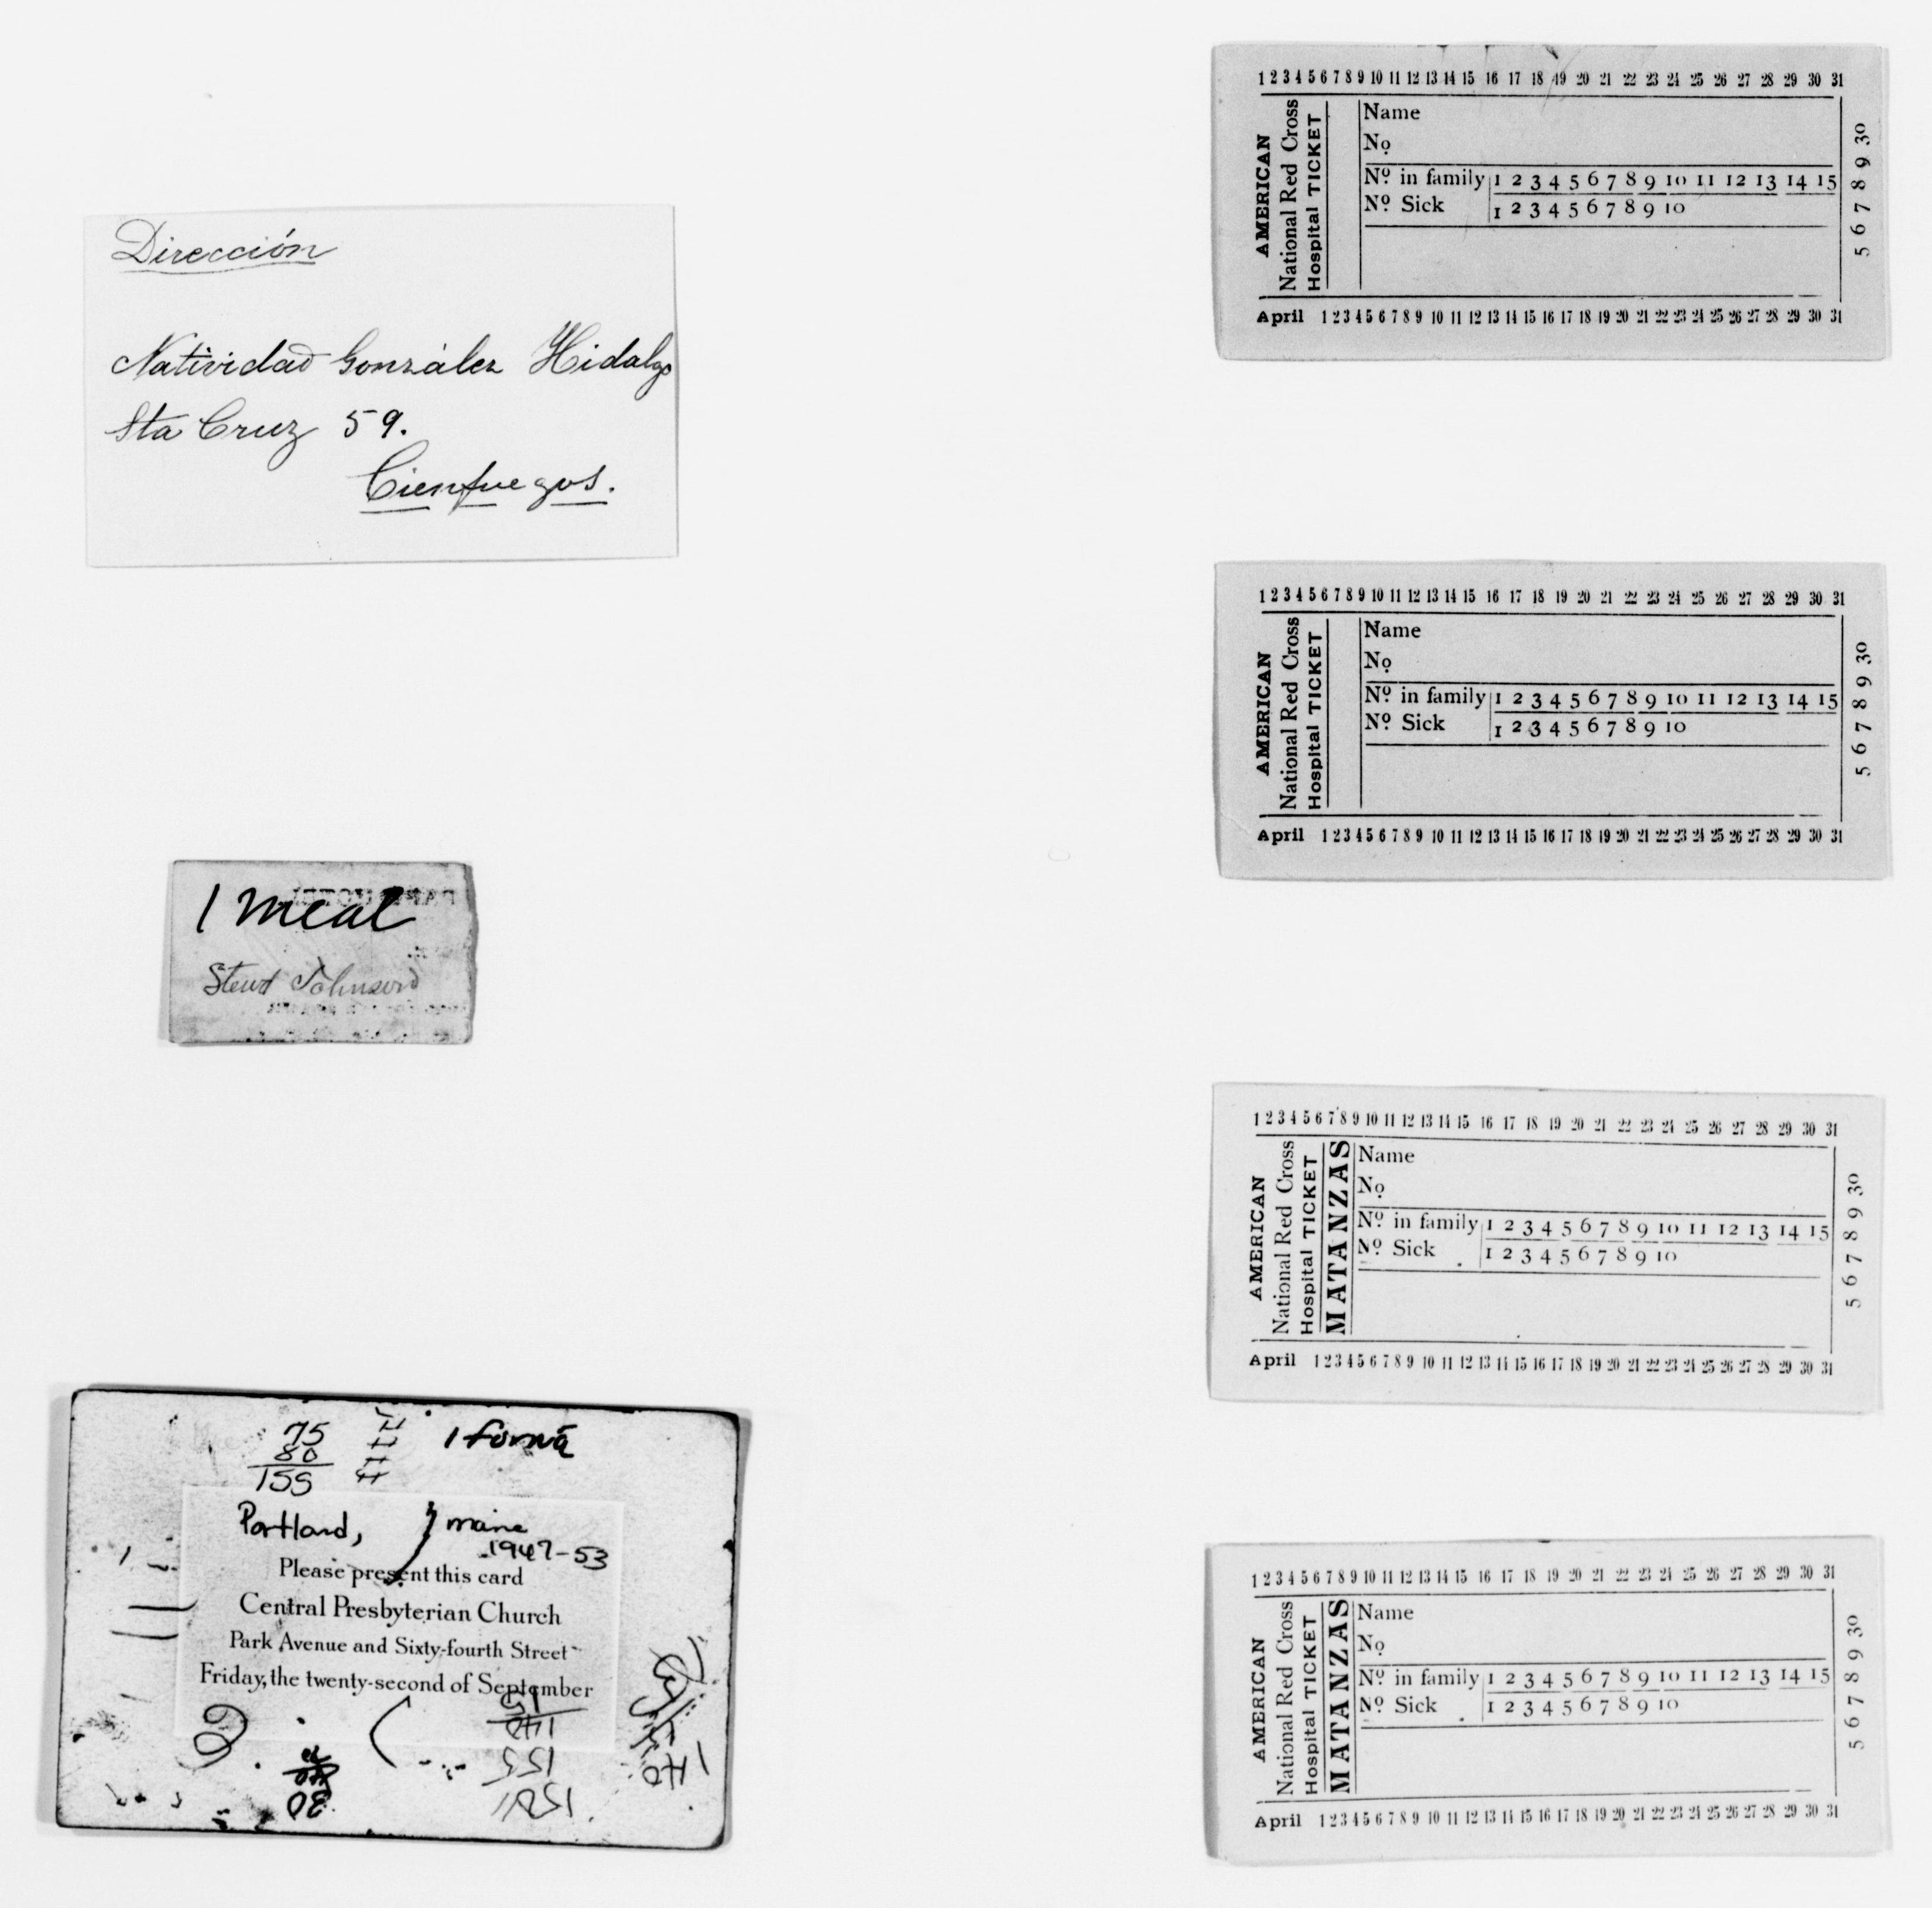 Dirección
Natividad González Hidalgo
Sta Cruz 59.
Cienfuegos.
1 meal
Stewd Johnson
75
80
155
Portland, maine
1947-53
Please present this card
Central Presbyterian Church
Park Avenue and Sixty-fourth Street
Friday, the twenty-second of September
1 2 3 4 5 6 7 8 9 10 11 12 13 14 15 16 17 18 19 20 21 22 23 24 25 26 27 28 29 30 31
AMERICAN
National Red Cross
Hospital TICKET
Name
No
Nº in family 1 2 3 4 5 6 7 8 9 10 11 12 13 14 15
Nº Sick 1 2 3 4 5 6 7 8 9 10
5 6 7 8 9 30
April 1 2 3 4 5 6 7 8 9 10 11 12 13 14 15 16 17 18 19 20 21 22 23 24 25 26 27 28 29 30 31
1 2 3 4 5 6 7 8 9 10 11 12 13 14 15 16 17 18 19 20 21 22 23 24 25 26 27 28 29 30 31
AMERICAN
National Red Cross
Hospital TICKET
Name
No
Nº in family 1 2 3 4 5 6 7 8 9 10 11 12 13 14 15
Nº Sick 1 2 3 4 5 6 7 8 9 10
5 6 7 8 9 30
April 1 2 3 4 5 6 7 8 9 10 11 12 13 14 15 16 17 18 19 20 21 22 23 24 25 26 27 28 29 30 31
1 2 3 4 5 6 7 8 9 10 11 12 13 14 15 16 17 18 19 20 21 22 23 24 25 26 27 28 29 30 31
AMERICAN
National Red Cross
Hospital TICKET
MATANZAS
Name
No
Nº in family 1 2 3 4 5 6 7 8 9 10 11 12 13 14 15
Nº Sick 1 2 3 4 5 6 7 8 9 10
5 6 7 8 9 30
April 1 2 3 4 5 6 7 8 9 10 11 12 13 14 15 16 17 18 19 20 21 22 23 24 25 26 27 28 29 30 31
1 2 3 4 5 6 7 8 9 10 11 12 13 14 15 16 17 18 19 20 21 22 23 24 25 26 27 28 29 30 31
AMERICAN
National Red Cross
Hospital TICKET
MATANZAS
Name
No
Nº in family 1 2 3 4 5 6 7 8 9 10 11 12 13 14 15
Nº Sick 1 2 3 4 5 6 7 8 9 10
5 6 7 8 9 30
April 1 2 3 4 5 6 7 8 9 10 11 12 13 14 15 16 17 18 19 20 21 22 23 24 25 26 27 28 29 30 31